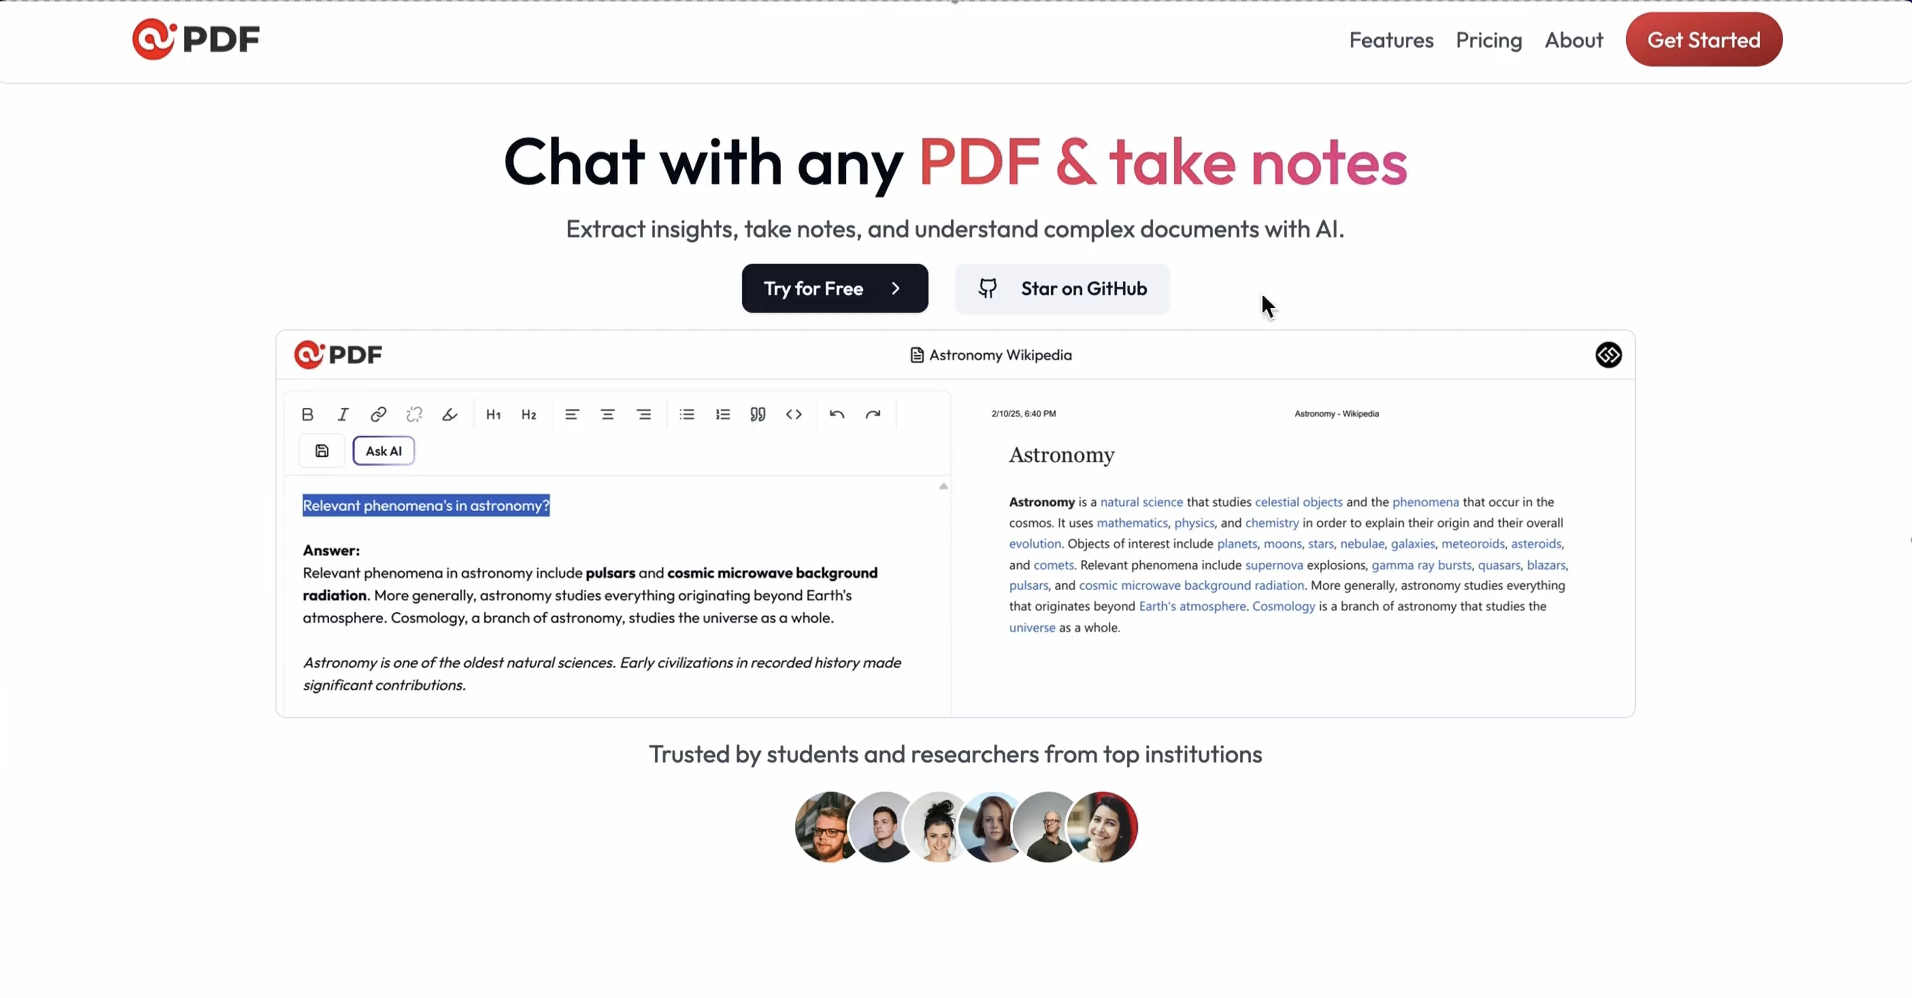 PDF
Features Pricing About Get Started
Chat with any PDF & take notes
Extract insights, take notes, and understand complex documents with AI.
Try for Free
Star on GitHub
PDF
Astronomy Wikipedia
B I H1 H2
Ask AI
Relevant phenomena's in astronomy?
Answer:
Relevant phenomena in astronomy include pulsars and cosmic microwave background
radiation. More generally, astronomy studies everything originating beyond Earth's
atmosphere. Cosmology, a branch of astronomy, studies the universe as a whole.
Astronomy is one of the oldest natural sciences. Early civilizations in recorded history made
significant contributions.
2/10/25, 6:40 PM
Astronomy - Wikipedia
Astronomy
Astronomy is a natural science that studies celestial objects and the phenomena that occur in the
cosmos. It uses mathematics, physics, and chemistry in order to explain their origin and their overall
evolution. Objects of interest include planets, moons, stars, nebulae, galaxies, meteoroids, asteroids,
and comets. Relevant phenomena include supernova explosions, gamma ray bursts, quasars, blazars,
pulsars, and cosmic microwave background radiation. More generally, astronomy studies everything
that originates beyond Earth's atmosphere. Cosmology is a branch of astronomy that studies the
universe as a whole.
Trusted by students and researchers from top institutions